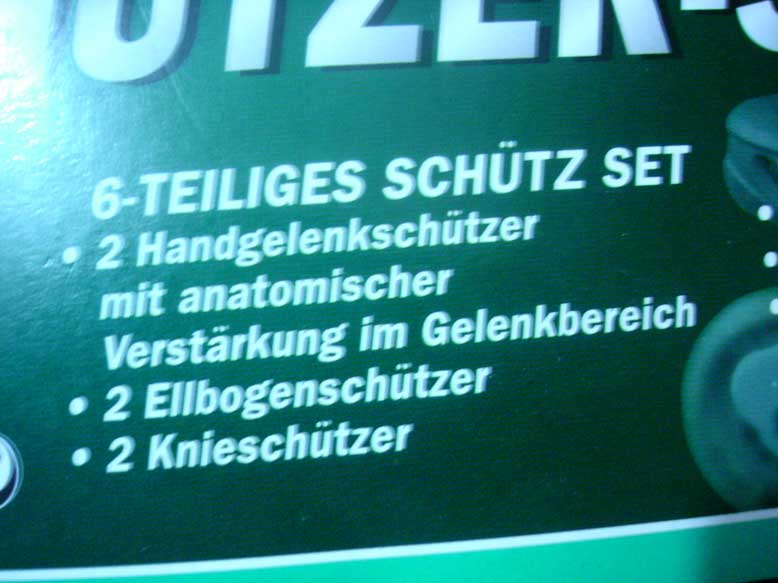 6-TEILIGES SCHÜTZ SET
• 2 Handgelenkschützer
mit anatomischer
Verstärkung im Gelenkbereich
• 2 Ellbogenschützer
• 2 Knieschützer